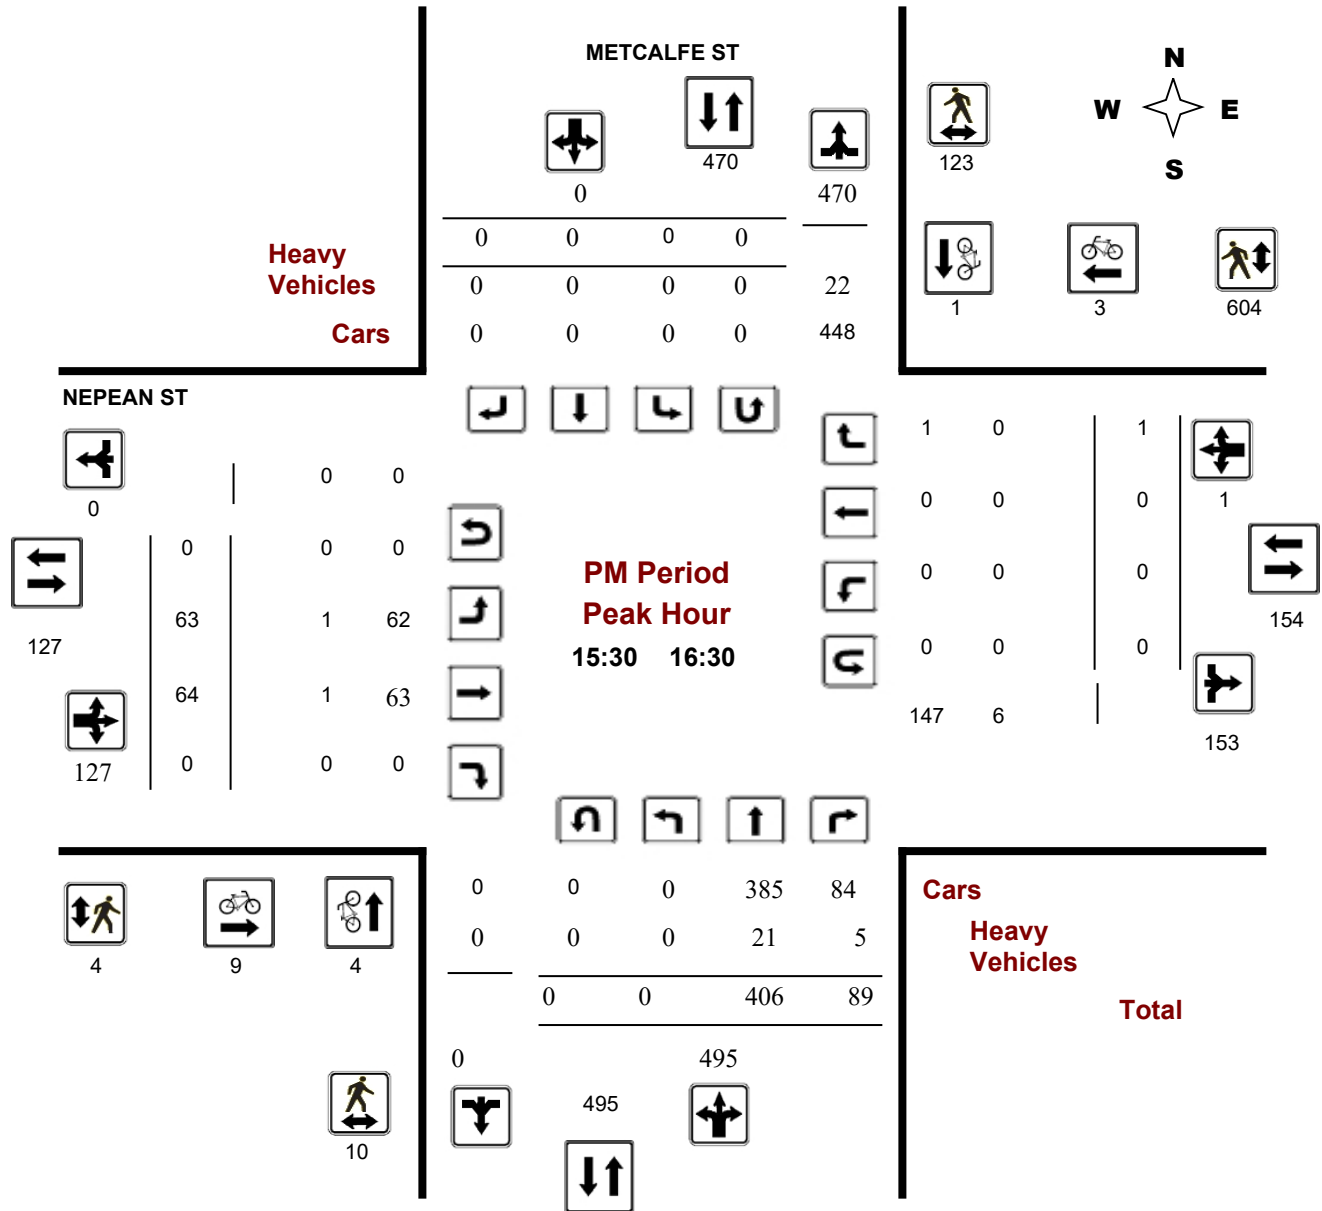 METCALFE ST
N
W E
S
470
123
0 470
0 0 0 0
Heavy
Vehicles
0 0 0 0 22
1 3 604
Cars 0 0 0 0 448
NEPEAN ST
1 0 1
0 0
0
0 0 0 1
0 0 0
0 0 0
PM Period
Peak Hour
63 1 62
127
154
15:30 16:30
0 0 0
64 1 63
147 6
153
127
0 0 0
0 0 0 385 84
Cars
0 0 0 21 5
Heavy
Vehicles
4 9 4
0 0 406 89
Total
0 495
495
10